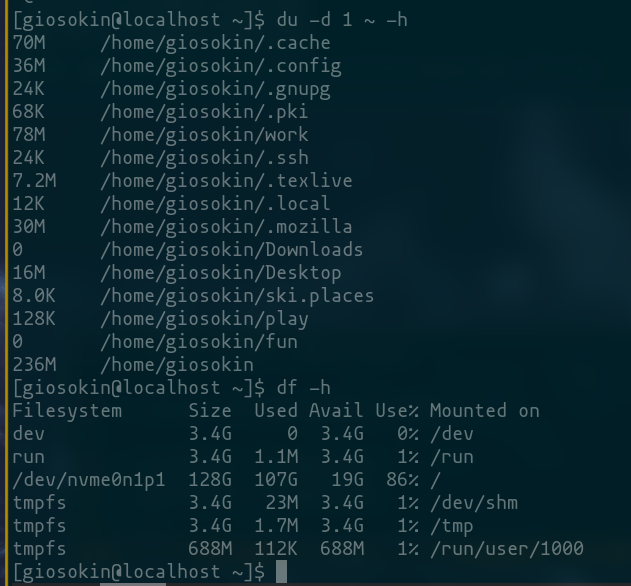 [giosokin@localhost ~]$ du -d 1 ~ -h
70M     /home/giosokin/.cache
36M     /home/giosokin/.config
24K     /home/giosokin/.gnupg
68K     /home/giosokin/.pki
78M     /home/giosokin/work
24K     /home/giosokin/.ssh
7.2M    /home/giosokin/.texlive
12K     /home/giosokin/.local
30M     /home/giosokin/.mozilla
0       /home/giosokin/Downloads
16M     /home/giosokin/Desktop
8.0K    /home/giosokin/ski.places
128K    /home/giosokin/play
0       /home/giosokin/fun
236M    /home/giosokin
[giosokin@localhost ~]$ df -h
Filesystem      Size  Used Avail Use% Mounted on
dev             3.4G     0  3.4G   0% /dev
run             3.4G  1.1M  3.4G   1% /run
/dev/nvme0n1p1  128G  107G   19G  86% /
tmpfs           3.4G   23M  3.4G   1% /dev/shm
tmpfs           3.4G  1.7M  3.4G   1% /tmp
tmpfs           688M  112K  688M   1% /run/user/1000
[giosokin@localhost ~]$